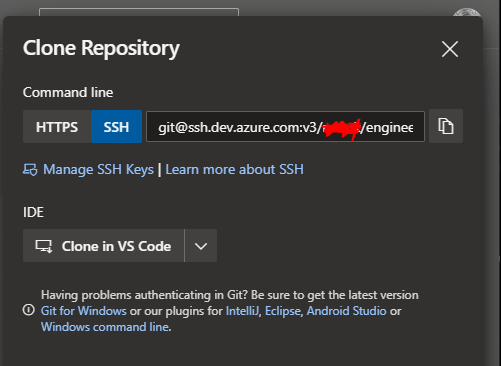 Clone Repository
Command line
HTTPS SSH git@ssh.dev.azure.com:v3/ /enginee
Manage SSH Keys | Learn more about SSH
IDE
Clone in VS Code
Having problems authenticating in Git? Be sure to get the latest version
Git for Windows or our plugins for IntelliJ, Eclipse, Android Studio or
Windows command line.